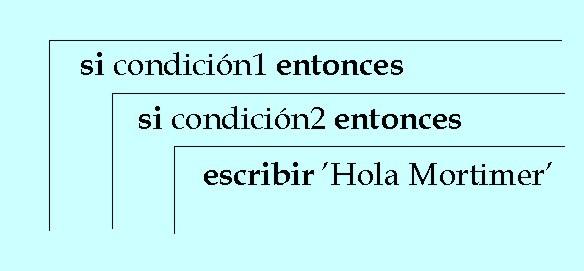 si condición1 entonces
si condición2 entonces
escribir ’Hola Mortimer’